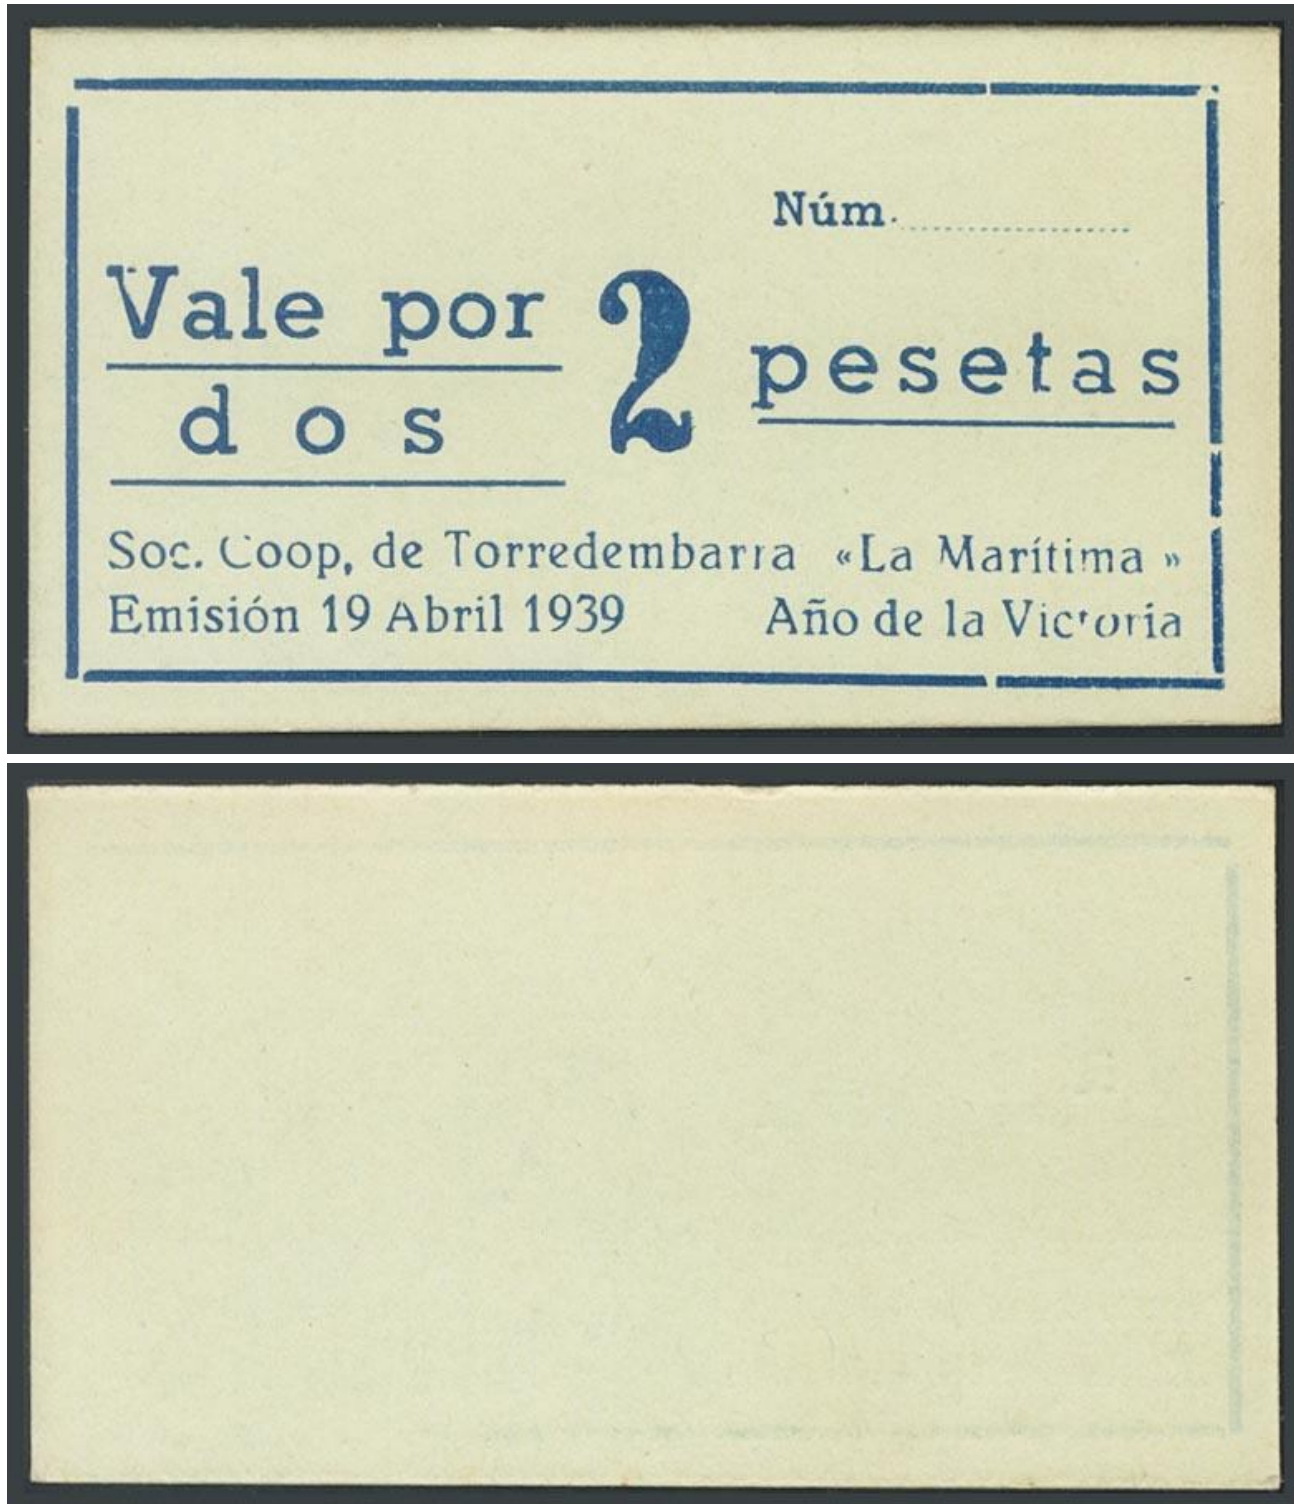 Núm.
Vale por 2 pesetas
dos
Soc. Coop, de Torredembarra «La Marítima »
Emisión 19 Abril 1939 Año de la Victoria